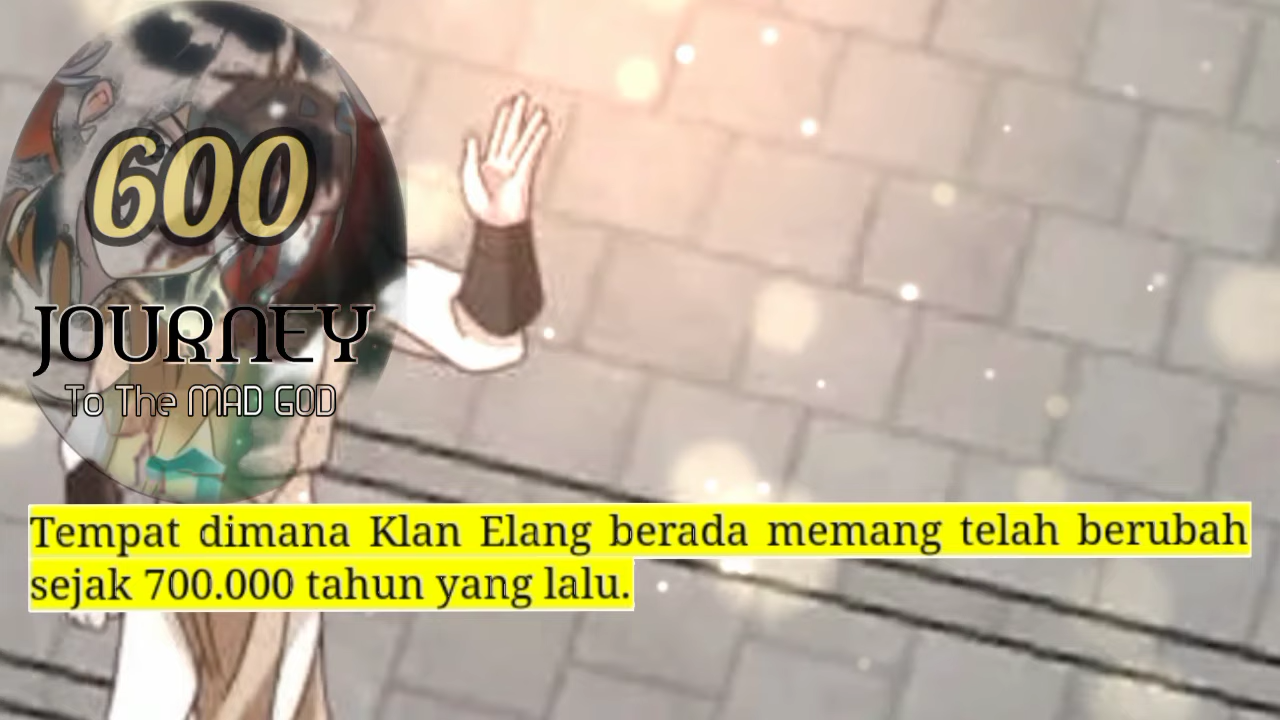 600
JOURNEY
To The MAD GOD
Tempat dimana Klan Elang berada memang telah berubah
sejak 700.000 tahun yang lalu.